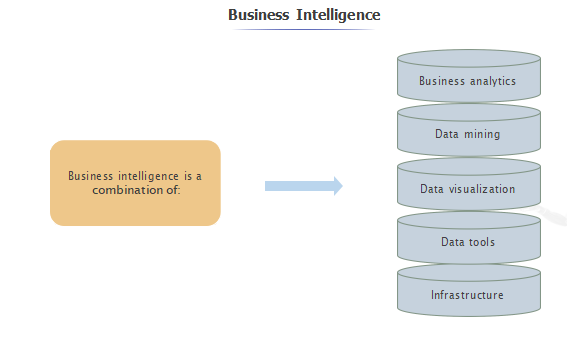 Business Intelligence
Business intelligence is a
combination of:
Business analytics
Data mining
Data visualization
Data tools
Infrastructure